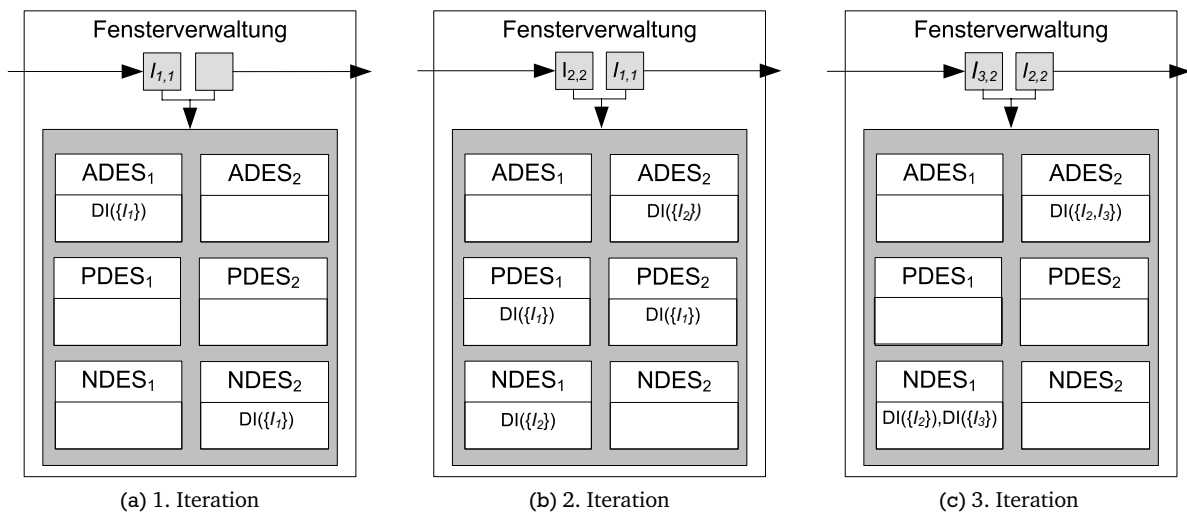 Fensterverwaltung
I1,1
ADES1 ADES2
DI({I1})
PDES1 PDES2
NDES1 NDES2
DI({I1})
(a) 1. Iteration
Fensterverwaltung
I2,2 I1,1
ADES1 ADES2
DI({I2})
PDES1 PDES2
DI({I1}) DI({I1})
NDES1 NDES2
DI({I2})
(b) 2. Iteration
Fensterverwaltung
I3,2 I2,2
ADES1 ADES2
DI({I2,I3})
PDES1 PDES2
NDES1 NDES2
DI({I2}),DI({I3})
(c) 3. Iteration